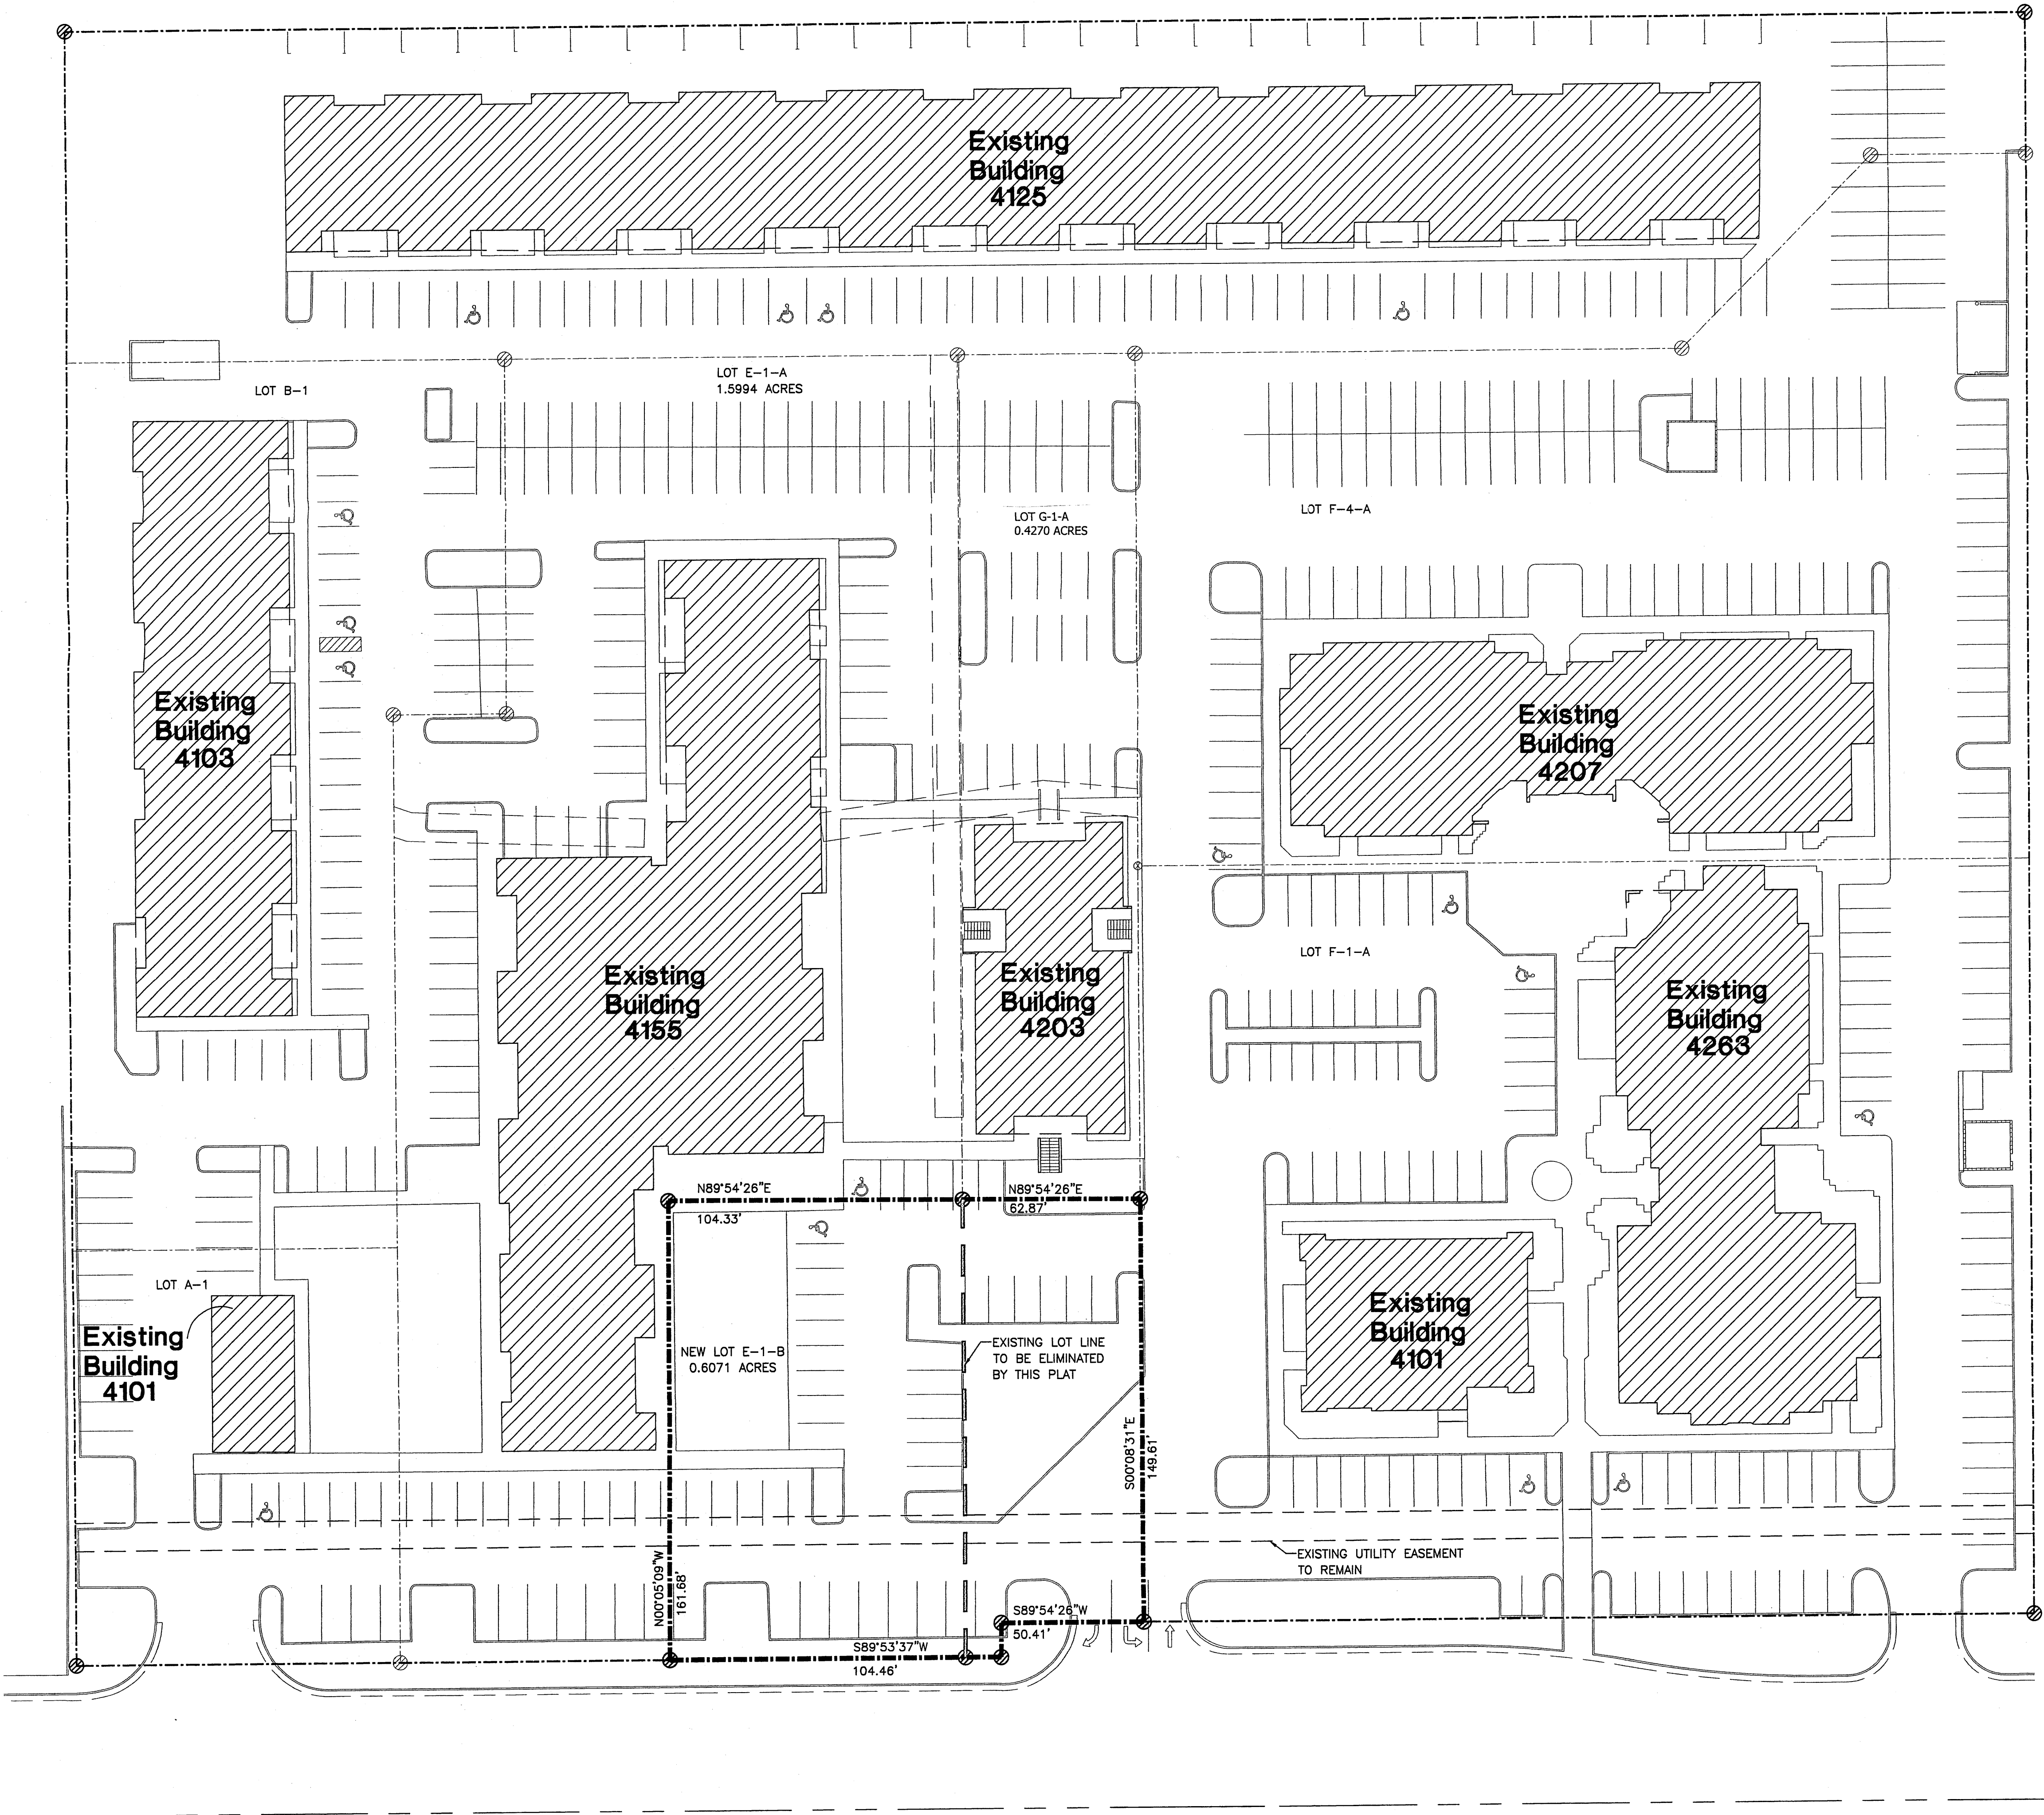 Existing
Building
4125
LOT B-1
LOT E-1-A
1.5994 ACRES
LOT G-1-A
0.4270 ACRES
LOT F-4-A
Existing
Building
4103
Existing
Building
4207
Existing
Building
4155
Existing
Building
4203
LOT F-1-A
Existing
Building
4263
N89°54'26"E
104.33'
N89°54'26"E
62.87'
LOT A-1
Existing
Building
4101
NEW LOT E-1-B
0.6071 ACRES
EXISTING LOT LINE
TO BE ELIMINATED
BY THIS PLAT
Existing
Building
4101
S00°08'31"E
149.61'
N00°05'09"W
161.68'
EXISTING UTILITY EASEMENT
TO REMAIN
S89°54'26"W
50.41'
S89°53'37"W
104.46'